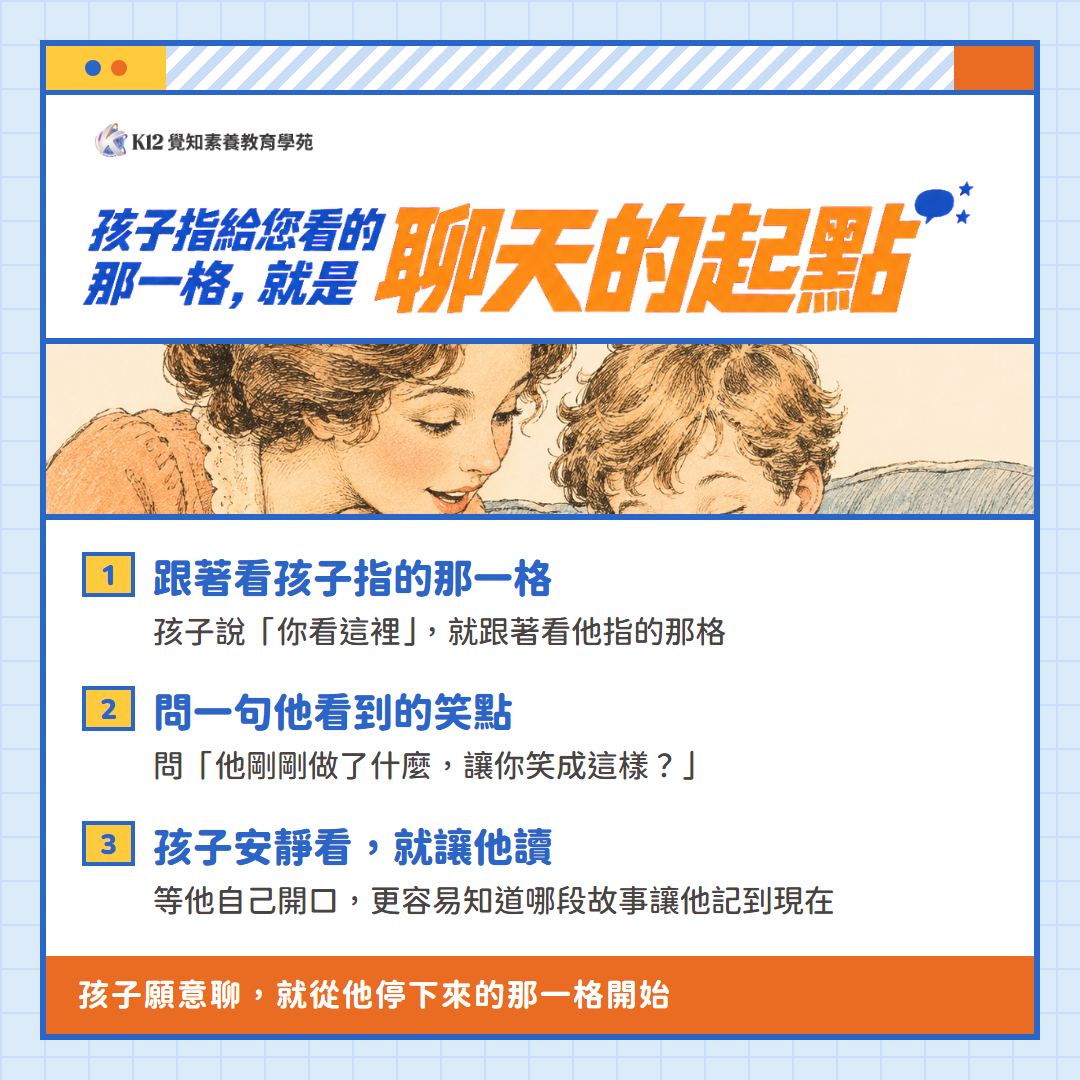 K12 覺知素養教育學苑
孩子指給您看的
那一格，就是
聊天的起點
1
跟著看孩子指的那一格
孩子說「你看這裡」，就跟著看他指的那格
2
問一句他看到的笑點
問「他剛剛做了什麼，讓你笑成這樣？」
3
孩子安靜看，就讓他讀
等他自己開口，更容易知道哪段故事讓他記到現在
孩子願意聊，就從他停下來的那一格開始